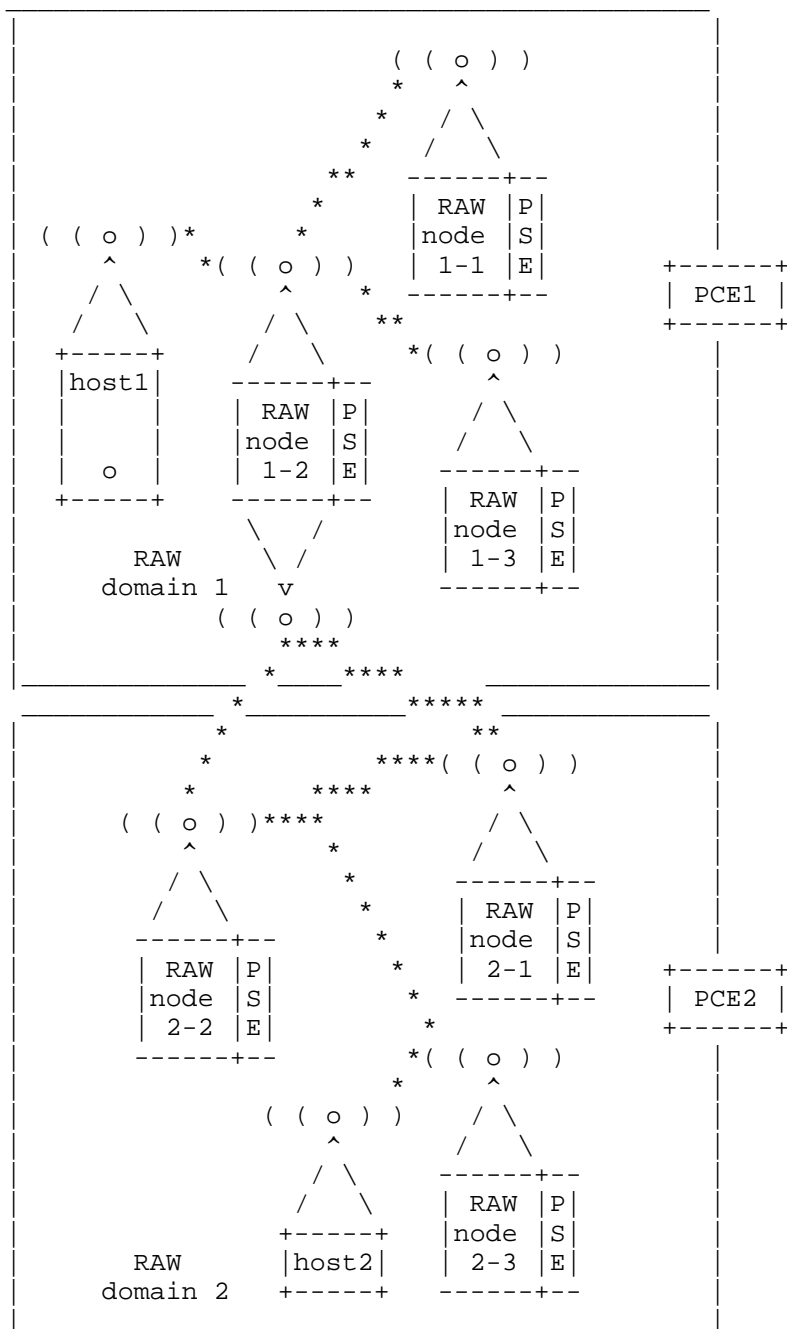 RAW P
node S
1-1 E
PCE1
host1
o
RAW P
node S
1-2 E
RAW P
node S
1-3 E
RAW
domain 1
RAW P
node S
2-1 E
RAW P
node S
2-2 E
PCE2
RAW P
node S
2-3 E
host2
RAW
domain 2